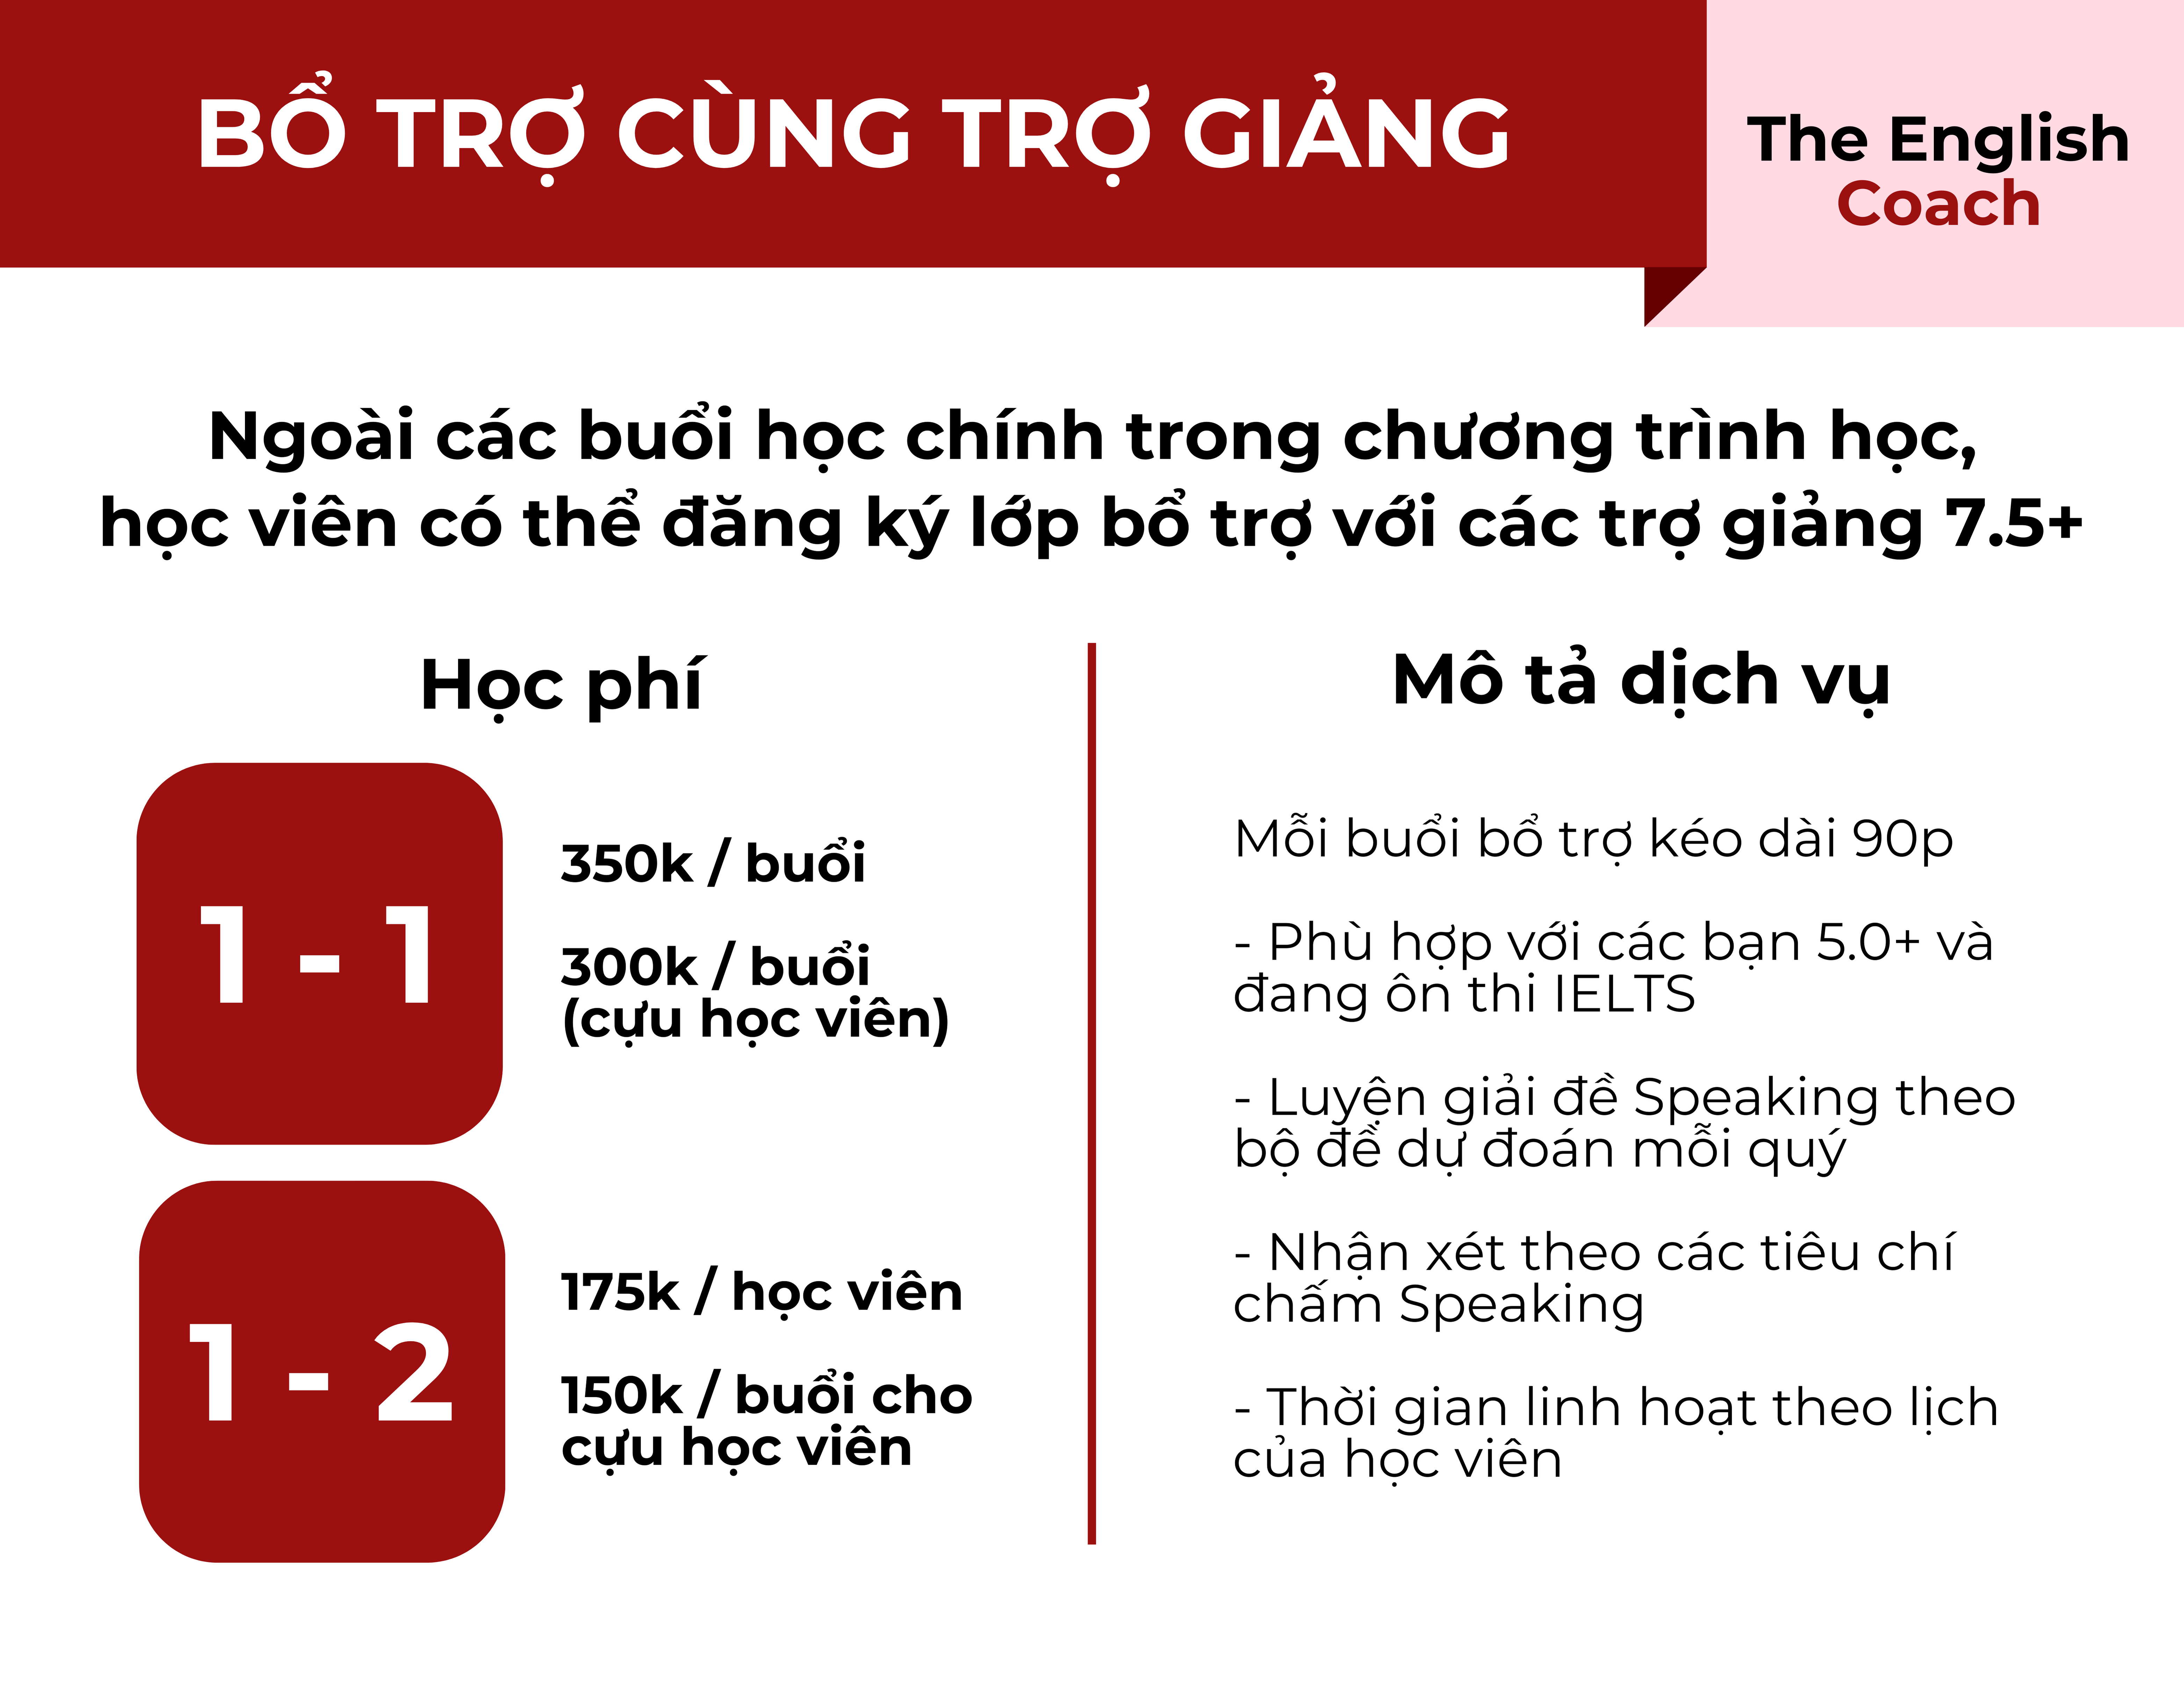 BỔ TRỢ CÙNG TRỢ GIẢNG
The English
Coach
Ngoài các buổi học chính trong chương trình học,
học viên có thể đăng ký lớp bổ trợ với các trợ giảng 7.5+
Học phí
1 - 1
350k / buổi
300k / buổi
(cựu học viên)
1 - 2
175k / học viên
150k / buổi cho
cựu học viên
Mô tả dịch vụ
Mỗi buổi bổ trợ kéo dài 90p
- Phù hợp với các bạn 5.0+ và
đang ôn thi IELTS
- Luyện giải đề Speaking theo
bộ đề dự đoán mỗi quý
- Nhận xét theo các tiêu chí
chấm Speaking
- Thời gian linh hoạt theo lịch
của học viên